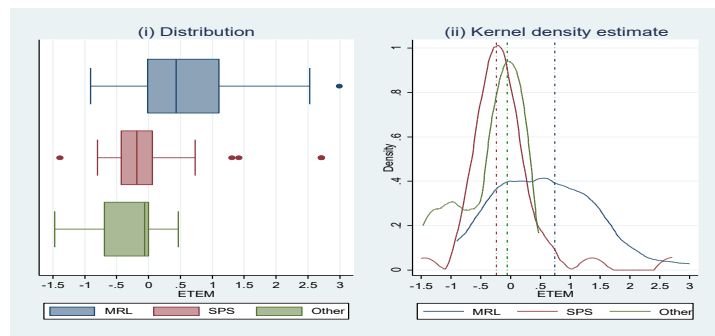 (i) Distribution
-1.5 -1 -.5 0 .5 1 1.5 2 2.5 3
ETEM
MRL SPS Other
(ii) Kernel density estimate
Density
0 .2 .4 .6 .8 1
-1.5 -1 -.5 0 .5 1 1.5 2 2.5 3
ETEM
MRL SPS Other